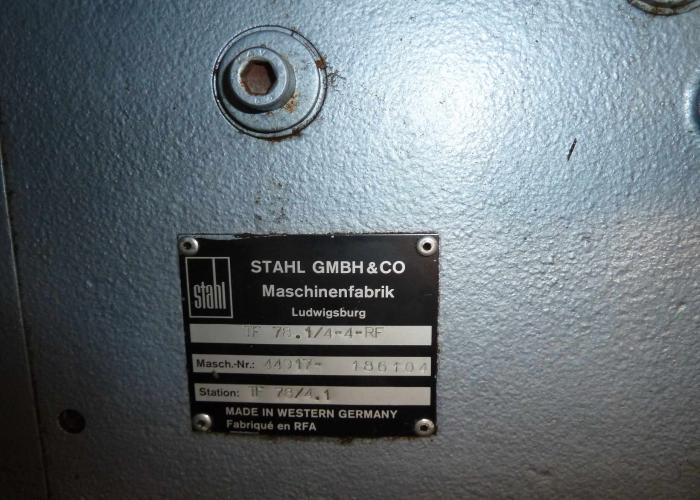 stahl
STAHL GMBH & CO
Maschinenfabrik
Ludwigsburg
TF 78.1/4-4-RF
Masch.-Nr.: 44917- 186104
Station: TF 78/4.1
MADE IN WESTERN GERMANY
Fabriqué en RFA